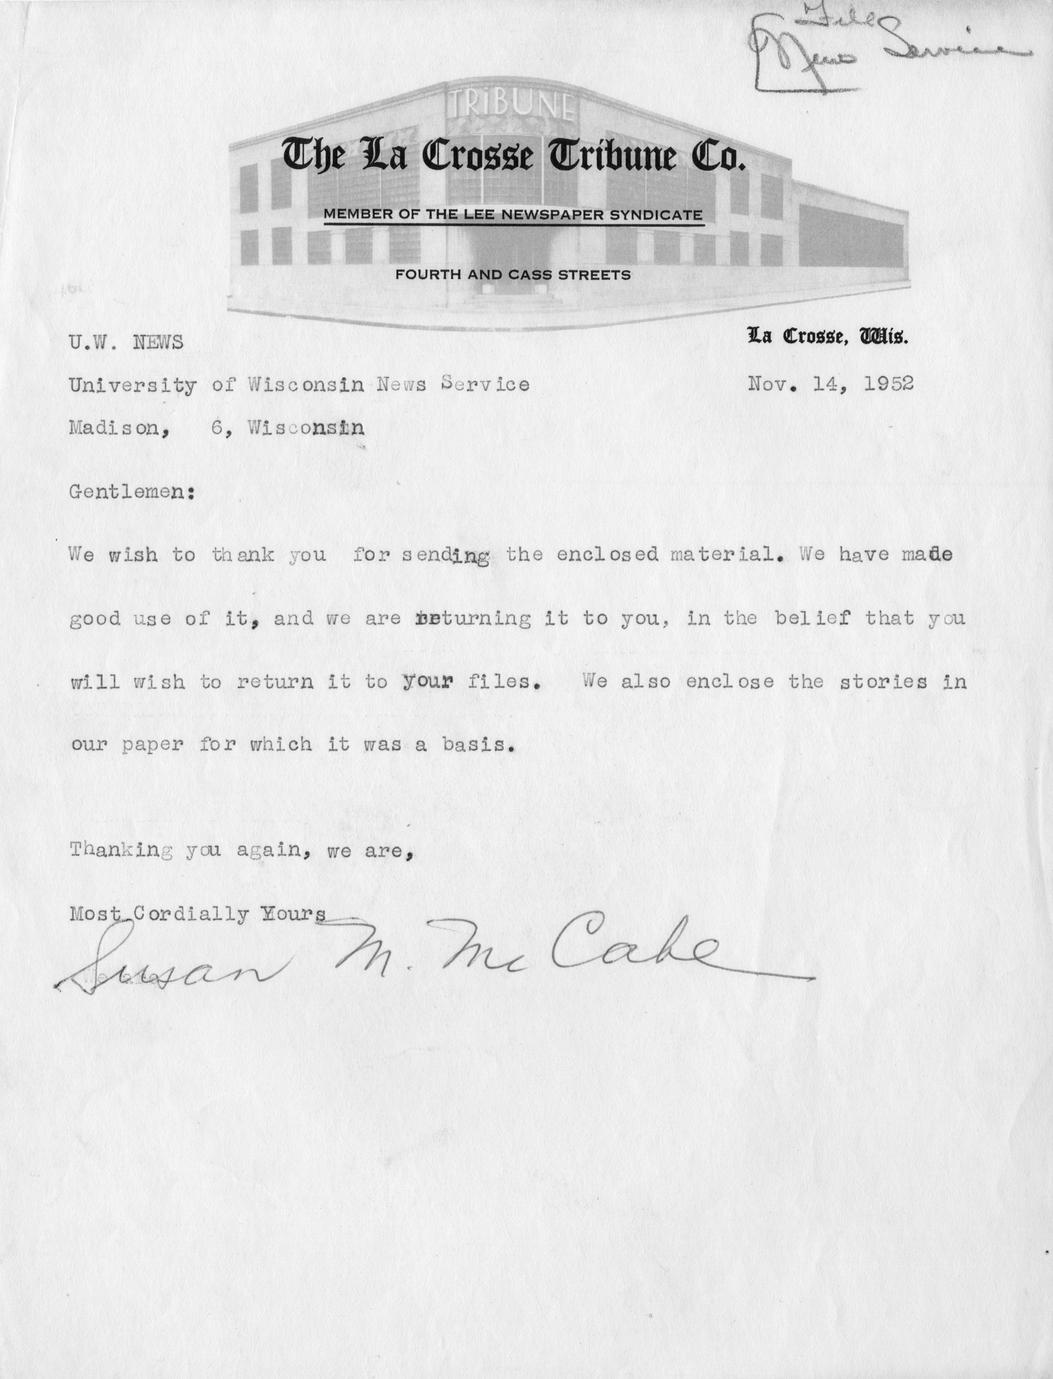 File
News Service
TRIBUNE
The La Crosse Tribune Co.
MEMBER OF THE LEE NEWSPAPER SYNDICATE
FOURTH AND CASS STREETS
La Crosse, Wis.
U.W. NEWS
University of Wisconsin News Service Nov. 14, 1952
Madison, 6, Wisconsin
Gentlemen:
We wish to thank you for sending the enclosed material. We have made
good use of it, and we are returning it to you, in the belief that you
will wish to return it to your files. We also enclose the stories in
our paper for which it was a basis.
Thanking you again, we are,
Most Cordially Yours
Susan M. McCabe